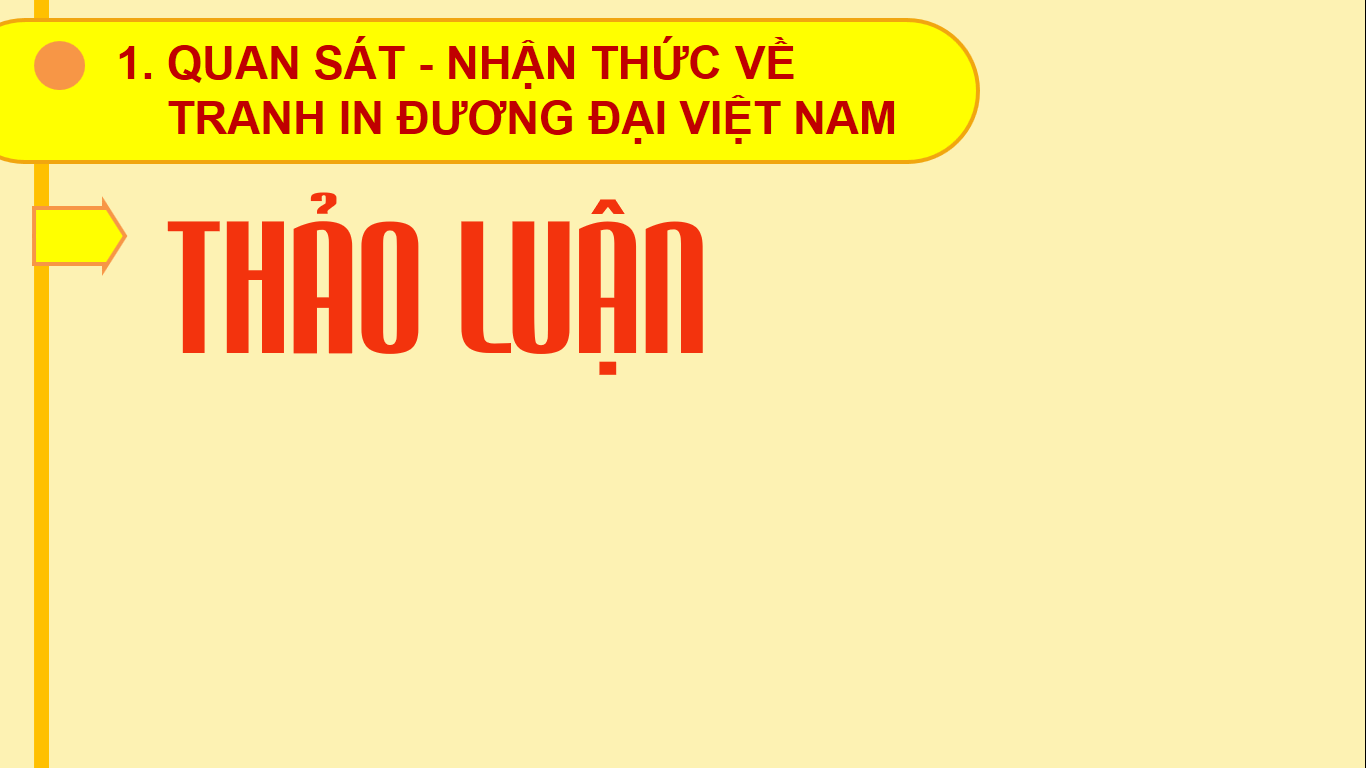 1. QUAN SÁT - NHẬN THỨC VỀ
TRANH IN ĐƯƠNG ĐẠI VIỆT NAM
THẢO LUẬN